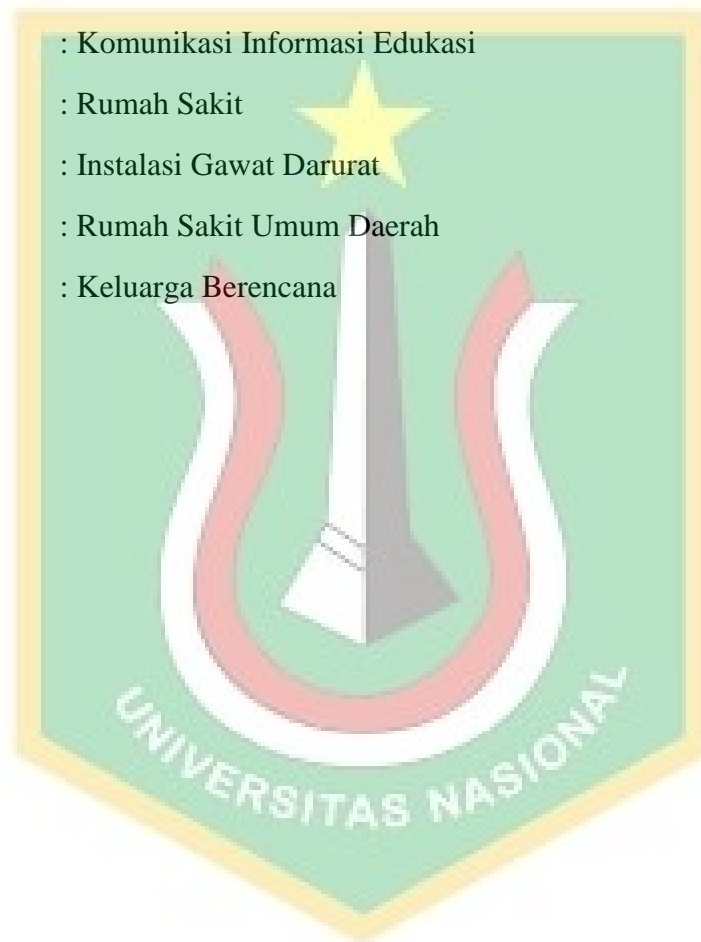 : Komunikasi Informasi Edukasi
: Rumah Sakit
: Instalasi Gawat Darurat
: Rumah Sakit Umum Daerah
: Keluarga Berencana
UNIVERSITAS NASIONAL